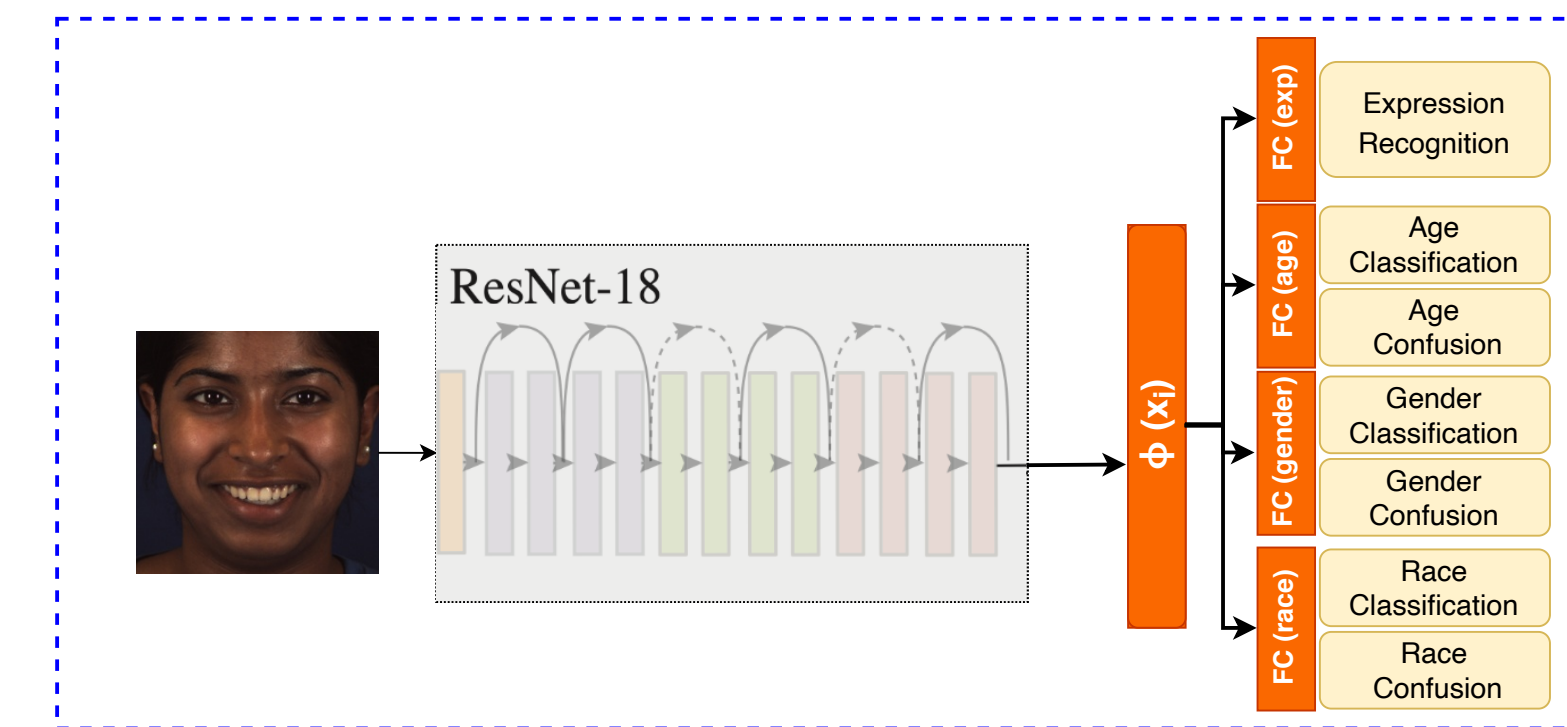 ResNet-18
ϕ (xi)
FC (exp)
Expression
Recognition
FC (age)
Age
Classification
Age
Confusion
FC (gender)
Gender
Classification
Gender
Confusion
FC (race)
Race
Classification
Race
Confusion